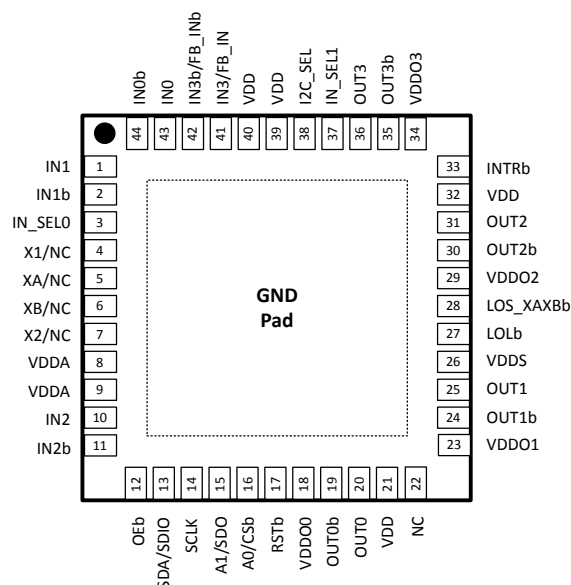 IN0b
IN0
IN3b/FB_INb
IN3/FB_IN
VDD
VDD
I2C_SEL
IN_SEL1
OUT3
OUT3b
VDDO3
44
43
42
41
40
39
38
37
36
35
34
IN1 1
IN1b 2
IN_SEL0 3
X1/NC 4
XA/NC 5
XB/NC 6
X2/NC 7
VDDA 8
VDDA 9
IN2 10
IN2b 11
GND
Pad
33 INTRb
32 VDD
31 OUT2
30 OUT2b
29 VDDO2
28 LOS_XAXBb
27 LOLb
26 VDDS
25 OUT1
24 OUT1b
23 VDDO1
12
13
14
15
16
17
18
19
20
21
22
OEb
SDA/SDIO
SCLK
A1/SDO
A0/CSb
RSTb
VDDO0
OUT0b
OUT0
VDD
NC